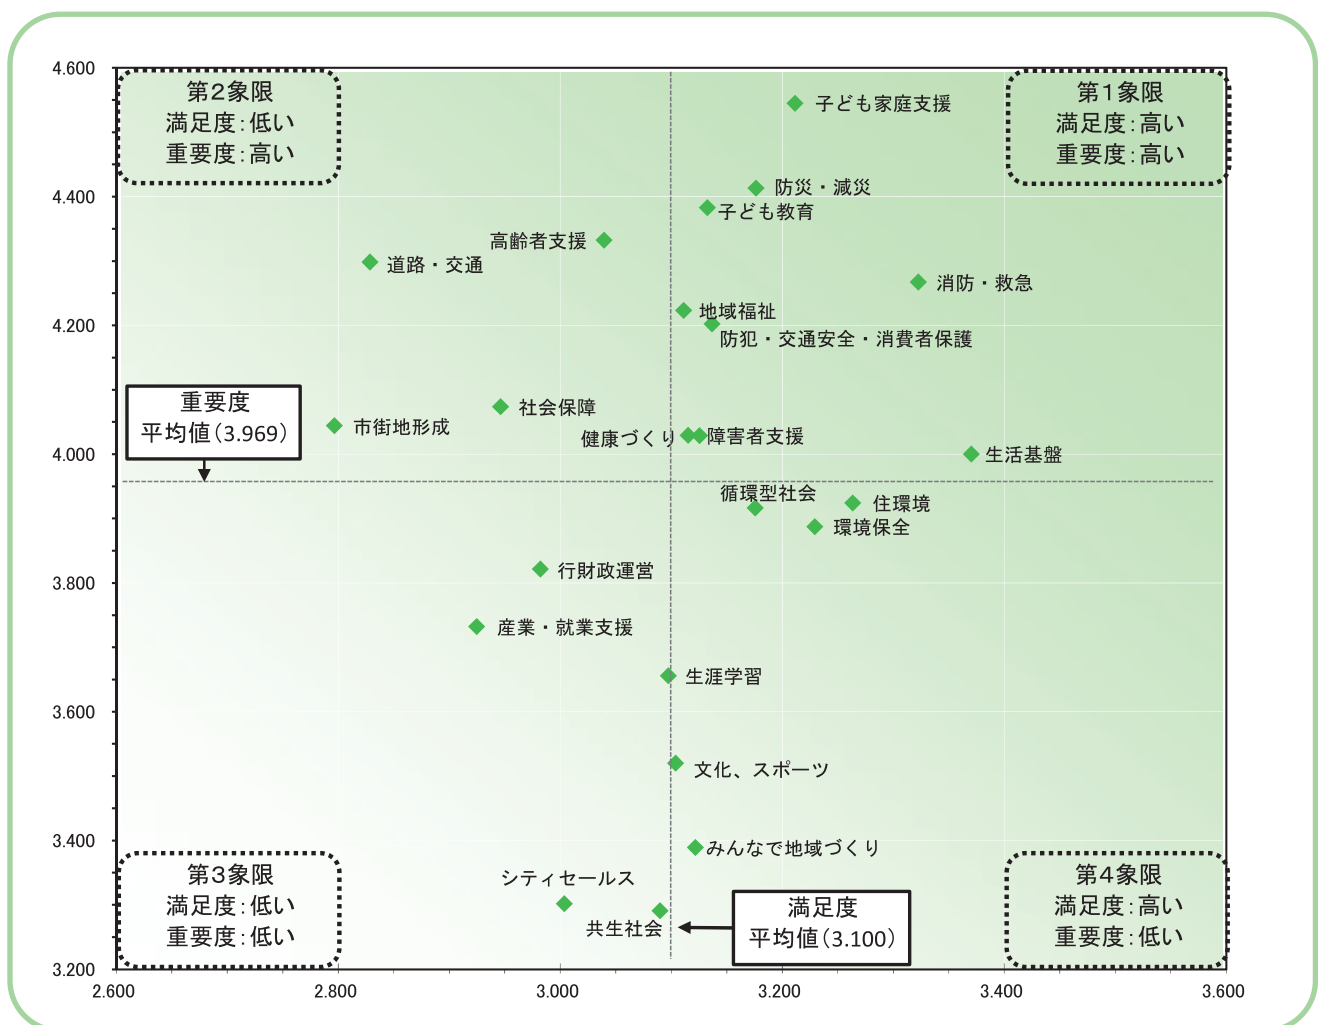 4.600
第2象限
満足度：低い
重要度：高い
第1象限
満足度：高い
重要度：高い
子ども家庭支援
4.400
防災・減災
子ども教育
高齢者支援
道路・交通
消防・救急
地域福祉
4.200
防犯・交通安全・消費者保護
重要度
平均値（3.969）
社会保障
市街地形成
健康づくり
障害者支援
4.000
生活基盤
循環型社会
住環境
環境保全
3.800
行財政運営
産業・就業支援
生涯学習
3.600
文化、スポーツ
3.400
みんなで地域づくり
第3象限
満足度：低い
重要度：低い
シティセールス
共生社会
満足度
平均値（3.100）
第4象限
満足度：高い
重要度：低い
3.200
2.600
2.800
3.000
3.200
3.400
3.600